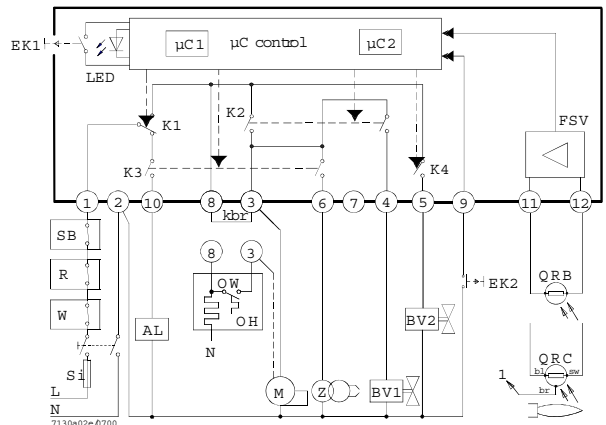 µC1 µC control µC2
EK1
LED
FSV
K1 K2
K3 K4
1 2 10 8 3 6 7 4 5 9 11 12
kbr
SB
8 3
R
OW
EK2
QRB
W
OH
AL
BV2
N
QRC
Si
bl sw
1
br
L
M Z BV1
N
7130a02e/0700